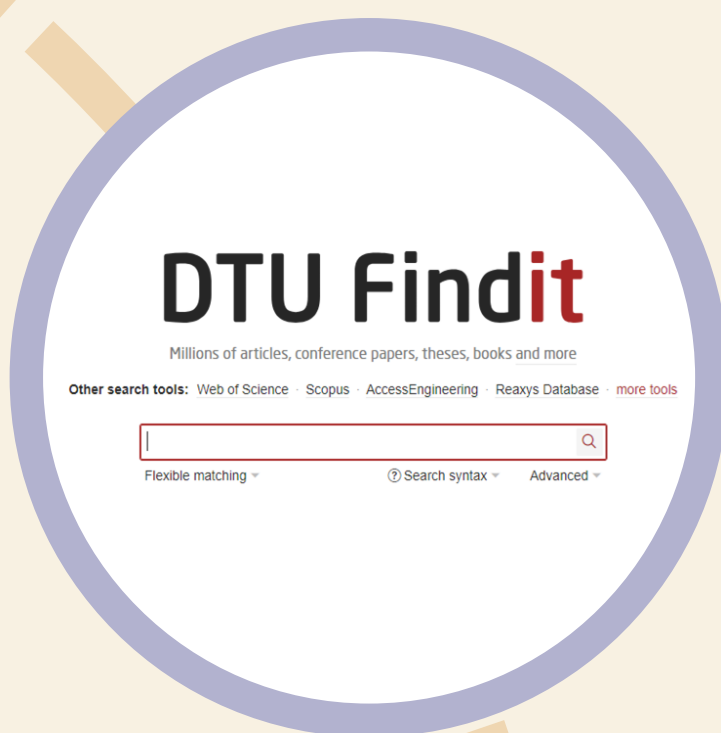 DTU Findit
Millions of articles, conference papers, theses, books and more
Other search tools: Web of Science · Scopus · AccessEngineering · Reaxys Database · more tools
Flexible matching
? Search syntax
Advanced